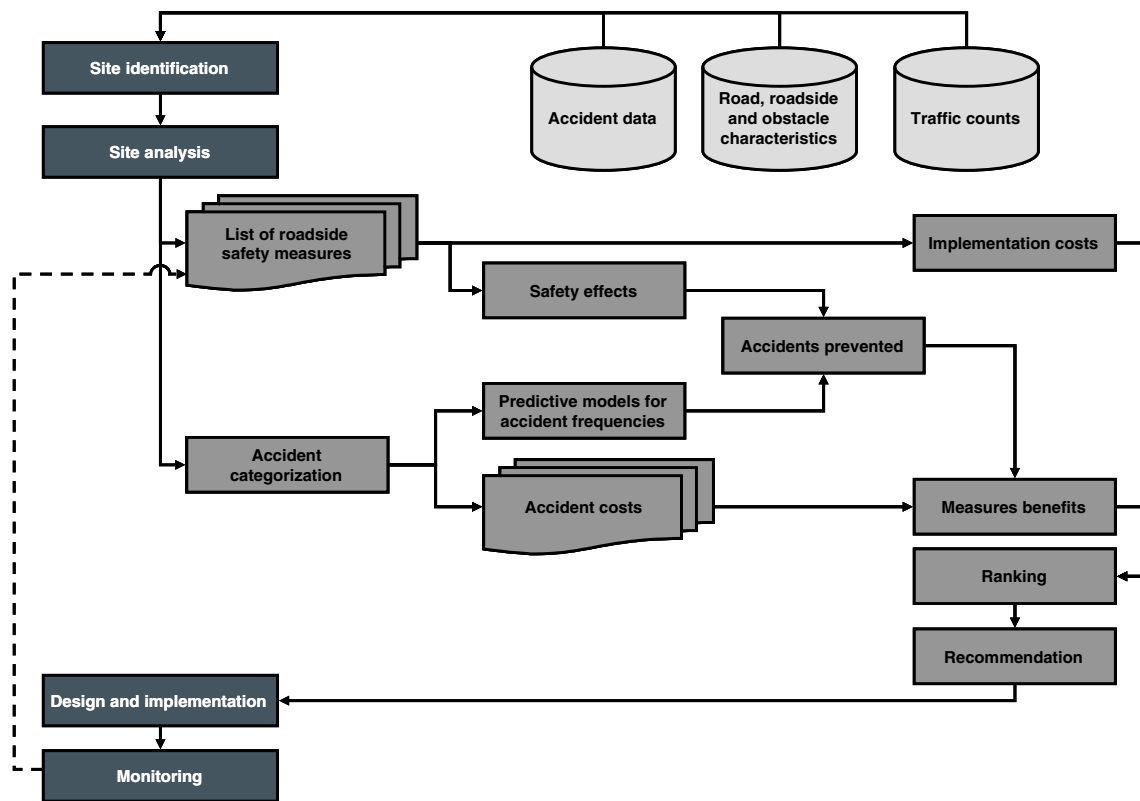 Site identification
Accident data
Road, roadside
and obstacle
characteristics
Traffic counts
Site analysis
List of roadside
safety measures
Implementation costs
Safety effects
Accidents prevented
Predictive models for
accident frequencies
Accident
categorization
Accident costs
Measures benefits
Ranking
Recommendation
Design and implementation
Monitoring